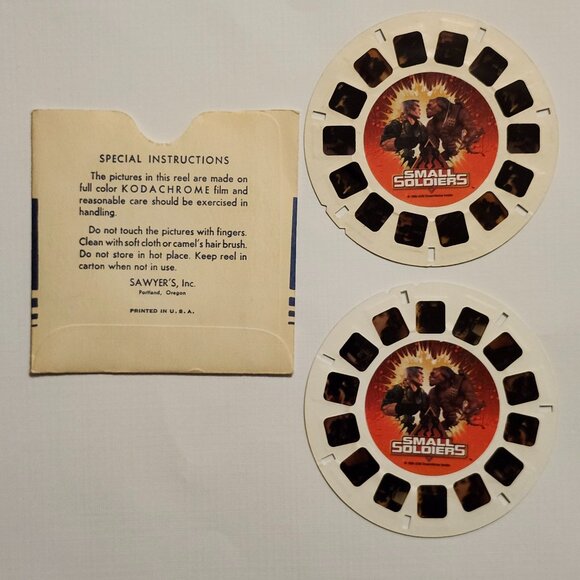 SPECIAL INSTRUCTIONS
The pictures in this reel are made on
full color KODACHROME film and
reasonable care should be exercised in
handling.
Do not touch the pictures with fingers.
Clean with soft cloth or camel's hair brush.
Do not store in hot place. Keep reel in
carton when not in use.
SAWYER'S, Inc.
Portland, Oregon
PRINTED IN U.S.A.
SMALL
SOLDIERS
SMALL
SOLDIERS